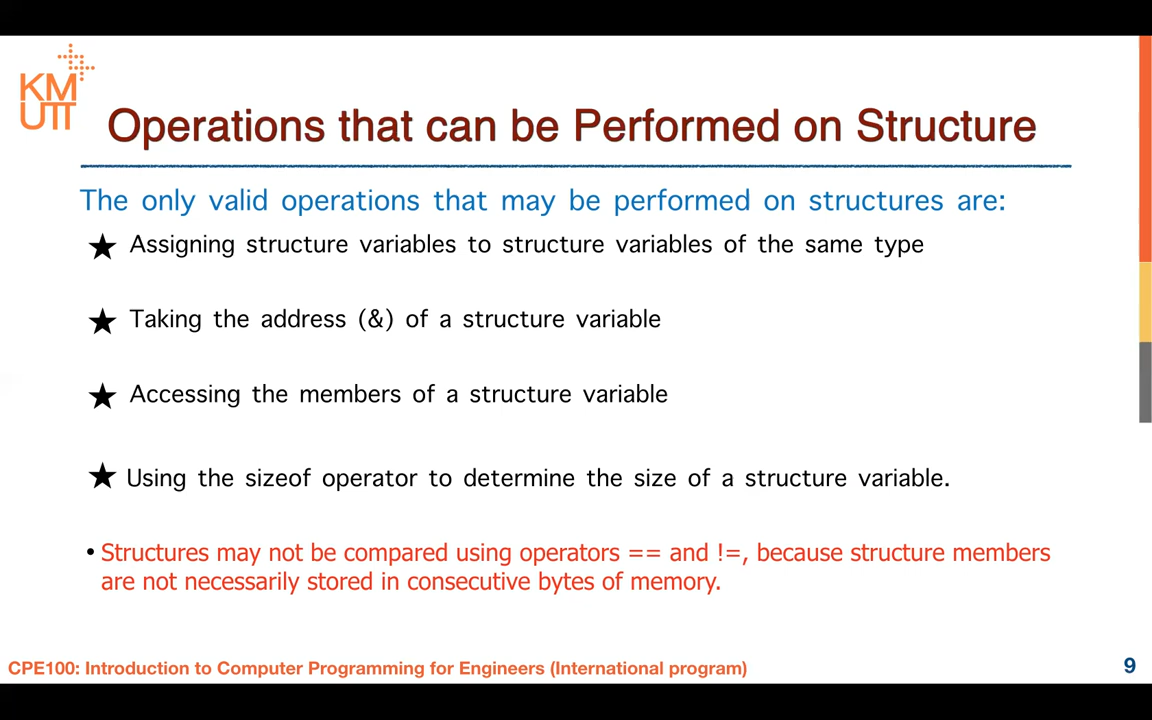 KM
UTT
Operations that can be Performed on Structure
The only valid operations that may be performed on structures are:
★ Assigning structure variables to structure variables of the same type
★ Taking the address (&) of a structure variable
★ Accessing the members of a structure variable
★ Using the sizeof operator to determine the size of a structure variable.
• Structures may not be compared using operators == and !=, because structure members
are not necessarily stored in consecutive bytes of memory.
CPE100: Introduction to Computer Programming for Engineers (International program)
9